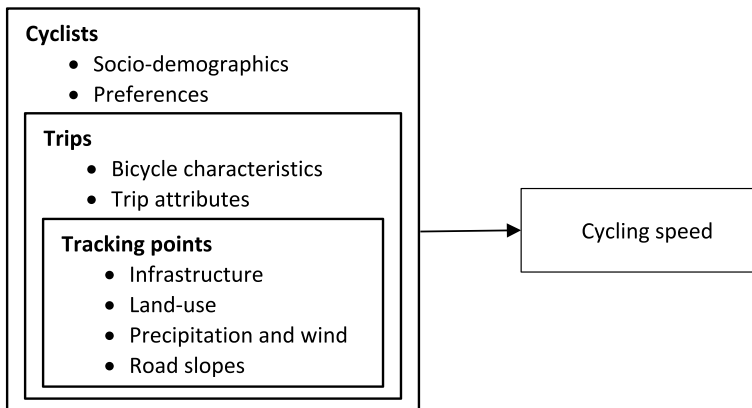 Cyclists
• Socio-demographics
• Preferences
Trips
• Bicycle characteristics
• Trip attributes
Tracking points
• Infrastructure
• Land-use
• Precipitation and wind
• Road slopes
Cycling speed